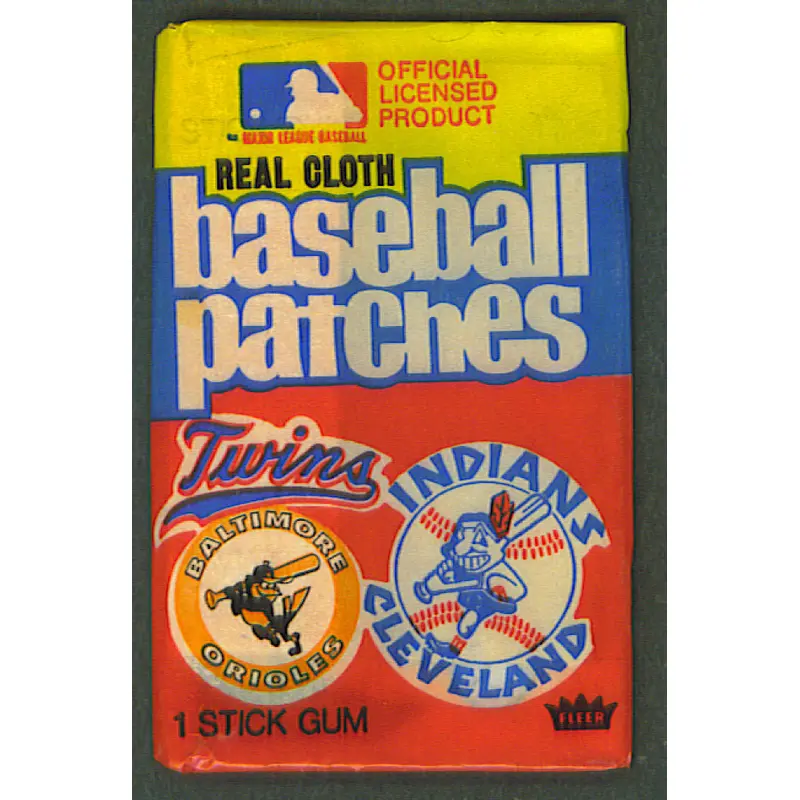 OFFICIAL
LICENSED
PRODUCT
MAJOR LEAGUE BASEBALL
REAL CLOTH
baseball
patches
Twins
INDIANS
CLEVELAND
BALTIMORE
ORIOLES
1 STICK GUM
FLEER